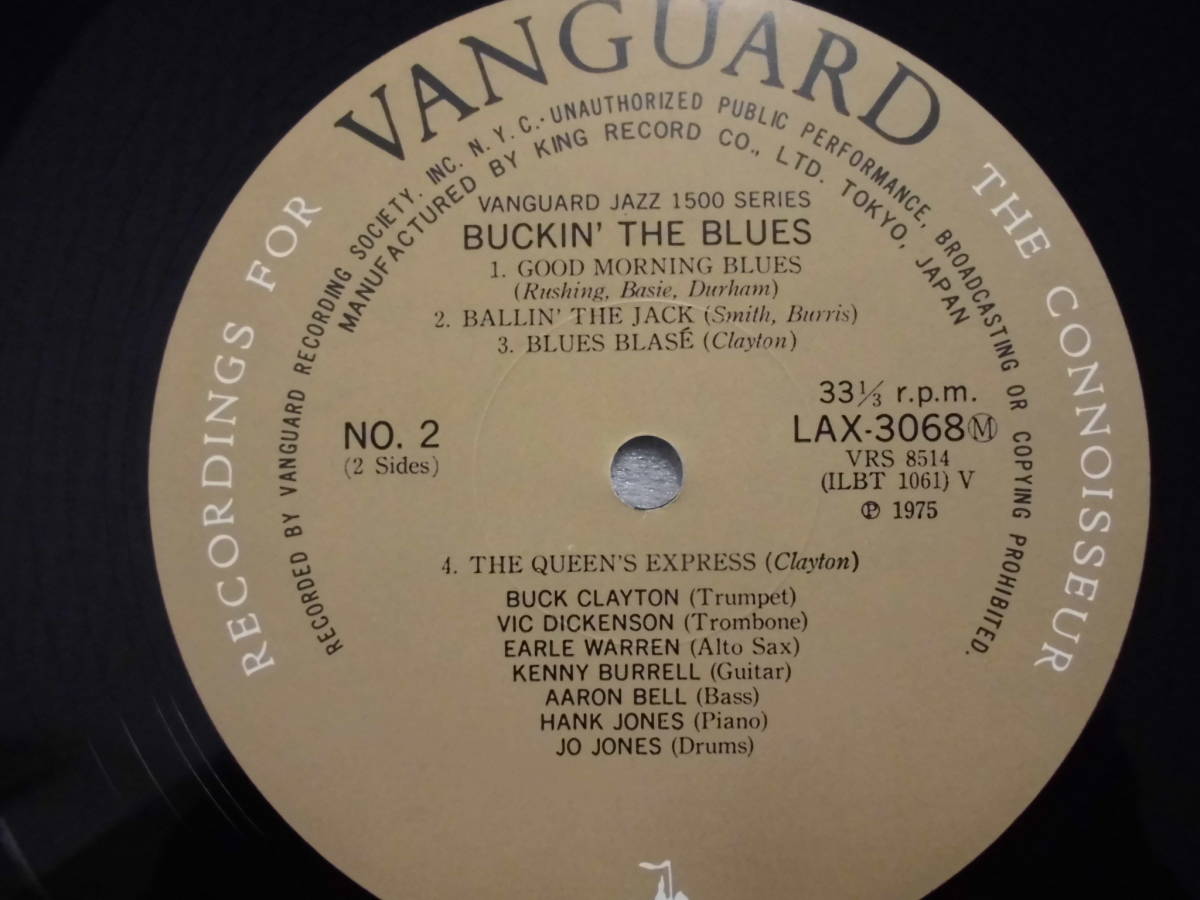 VANGUARD
RECORDINGS FOR THE CONNOISSEUR
RECORDED BY VANGUARD RECORDING SOCIETY, INC. N.Y.C.·UNAUTHORIZED PUBLIC PERFORMANCE, BROADCASTING OR COPYING PROHIBITED.
MANUFACTURED BY KING RECORD CO., LTD. TOKYO, JAPAN
VANGUARD JAZZ 1500 SERIES
BUCKIN' THE BLUES
1. GOOD MORNING BLUES
(Rushing, Basie, Durham)
2. BALLIN' THE JACK (Smith, Burris)
3. BLUES BLASÉ (Clayton)
NO. 2
(2 Sides)
33⅓ r.p.m.
LAX-3068Ⓜ
VRS 8514
(ILBT 1061) V
℗ 1975
4. THE QUEEN'S EXPRESS (Clayton)
BUCK CLAYTON (Trumpet)
VIC DICKENSON (Trombone)
EARLE WARREN (Alto Sax)
KENNY BURRELL (Guitar)
AARON BELL (Bass)
HANK JONES (Piano)
JO JONES (Drums)